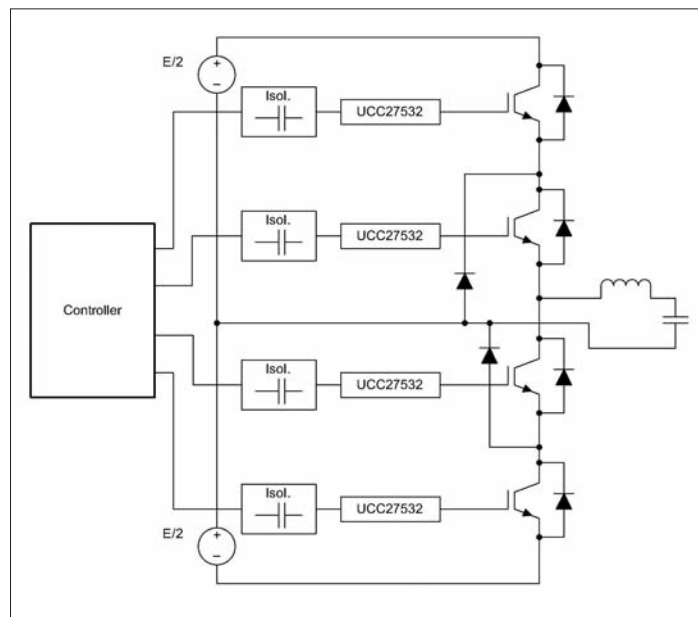 E/2
+
−
Isol.
UCC27532
Isol.
UCC27532
Controller
Isol.
UCC27532
Isol.
UCC27532
E/2
+
−